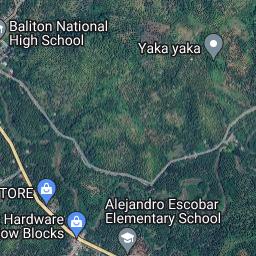 Baliton National
High School
Yaka yaka
TORE
Alejandro Escobar
Elementary School
Hardware
ow Blocks